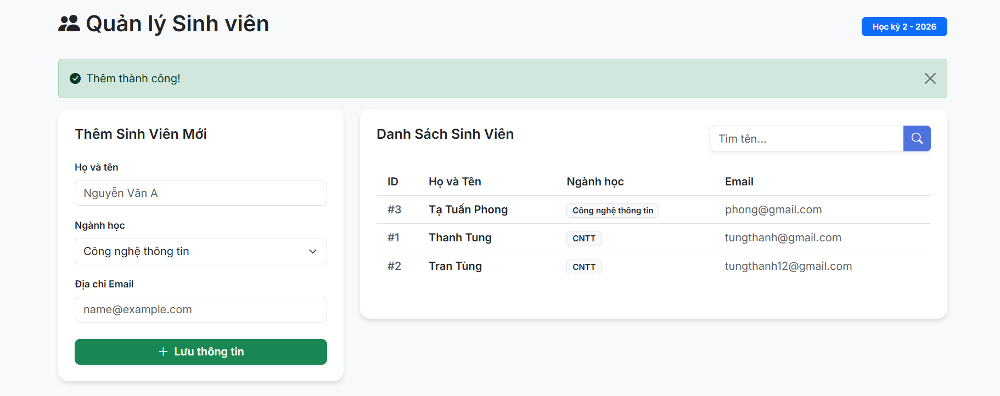 Quản lý Sinh viên
Học kỳ 2 - 2026
Thêm thành công!
Thêm Sinh Viên Mới
Họ và tên
Nguyễn Văn A
Ngành học
Công nghệ thông tin
Địa chỉ Email
name@example.com
Lưu thông tin
Danh Sách Sinh Viên
Tìm tên...
ID Họ và Tên Ngành học Email
#3 Tạ Tuấn Phong Công nghệ thông tin phong@gmail.com
#1 Thanh Tung CNTT tungthanh@gmail.com
#2 Tran Tùng CNTT tungthanh12@gmail.com